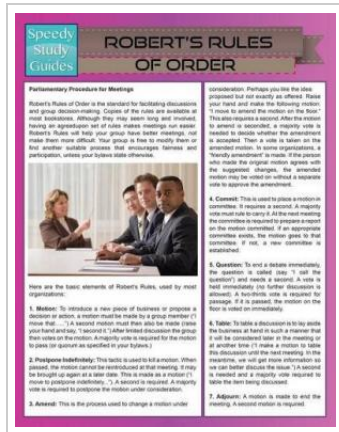 Speedy
Study
Guides
ROBERT'S RULES
OF ORDER
Parliamentary Procedure for Meetings
Robert's Rules of Order is the standard for facilitating discussions
and group decision-making. Copies of the rules are available at
most bookstores. Although they may seem long and involved,
having an agreed-upon set of rules makes meetings run easier.
Robert's Rules will help your group have better meetings, not
make them more difficult. Your group is free to modify them or
find another suitable process that encourages fairness and
participation, unless your bylaws state otherwise.
Here are the basic elements of Robert's Rules, used by most
organizations:
1. Motion: To introduce a new piece of business or propose a
decision or action, a motion must be made by a group member ("I
move that......") A second motion must then also be made (raise
your hand and say, "I second it.") After limited discussion the group
then votes on the motion. A majority vote is required for the motion
to pass (or quorum as specified in your bylaws.)
2. Postpone Indefinitely: This tactic is used to kill a motion. When
passed, the motion cannot be reintroduced at that meeting. It may
be brought up again at a later date. This is made as a motion ("I
move to postpone indefinitely..."). A second is required. A majority
vote is required to postpone the motion under consideration.
3. Amend: This is the process used to change a motion under
consideration. Perhaps you like the idea
proposed but not exactly as offered. Raise
your hand and make the following motion:
"I move to amend the motion on the floor."
This also requires a second. After the motion
to amend is seconded, a majority vote is
needed to decide whether the amendment
is accepted. Then a vote is taken on the
amended motion. In some organizations, a
"friendly amendment" is made. If the person
who made the original motion agrees with
the suggested changes, the amended
motion may be voted on without a separate
vote to approve the amendment.
4. Commit: This is used to place a motion in
committee. It requires a second. A majority
vote must rule to carry it. At the next meeting
the committee is required to prepare a report
on the motion committed. If an appropriate
committee exists, the motion goes to that
committee. If not, a new committee is
established.
5. Question: To end a debate immediately,
the question is called (say "I call the
question") and needs a second. A vote is
held immediately (no further discussion is
allowed). A two-thirds vote is required for
passage. If it is passed, the motion on the
floor is voted on immediately.
6. Table: To table a discussion is to lay aside
the business at hand in such a manner that
it will be considered later in the meeting or
at another time ("I make a motion to table
this discussion until the next meeting. In the
meantime, we will get more information so
we can better discuss the issue.") A second
is needed and a majority vote required to
table the item being discussed.
7. Adjourn: A motion is made to end the
meeting. A second motion is required.